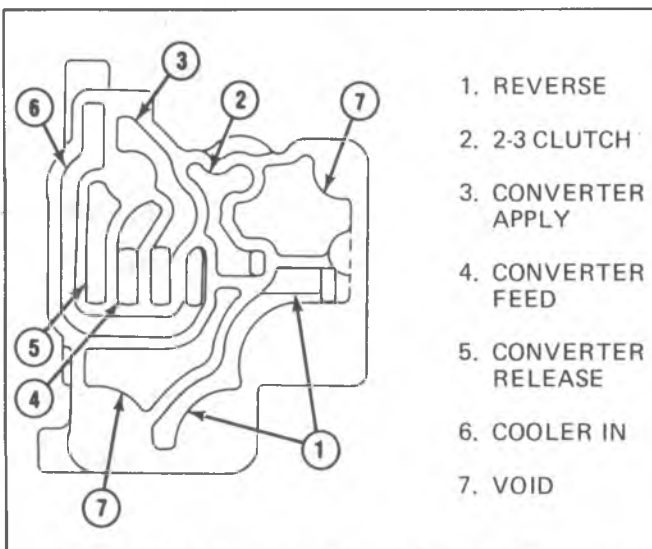 3
6
2
7
5
4
1
7
1. REVERSE
2. 2-3 CLUTCH
3. CONVERTER
APPLY
4. CONVERTER
FEED
5. CONVERTER
RELEASE
6. COOLER IN
7. VOID